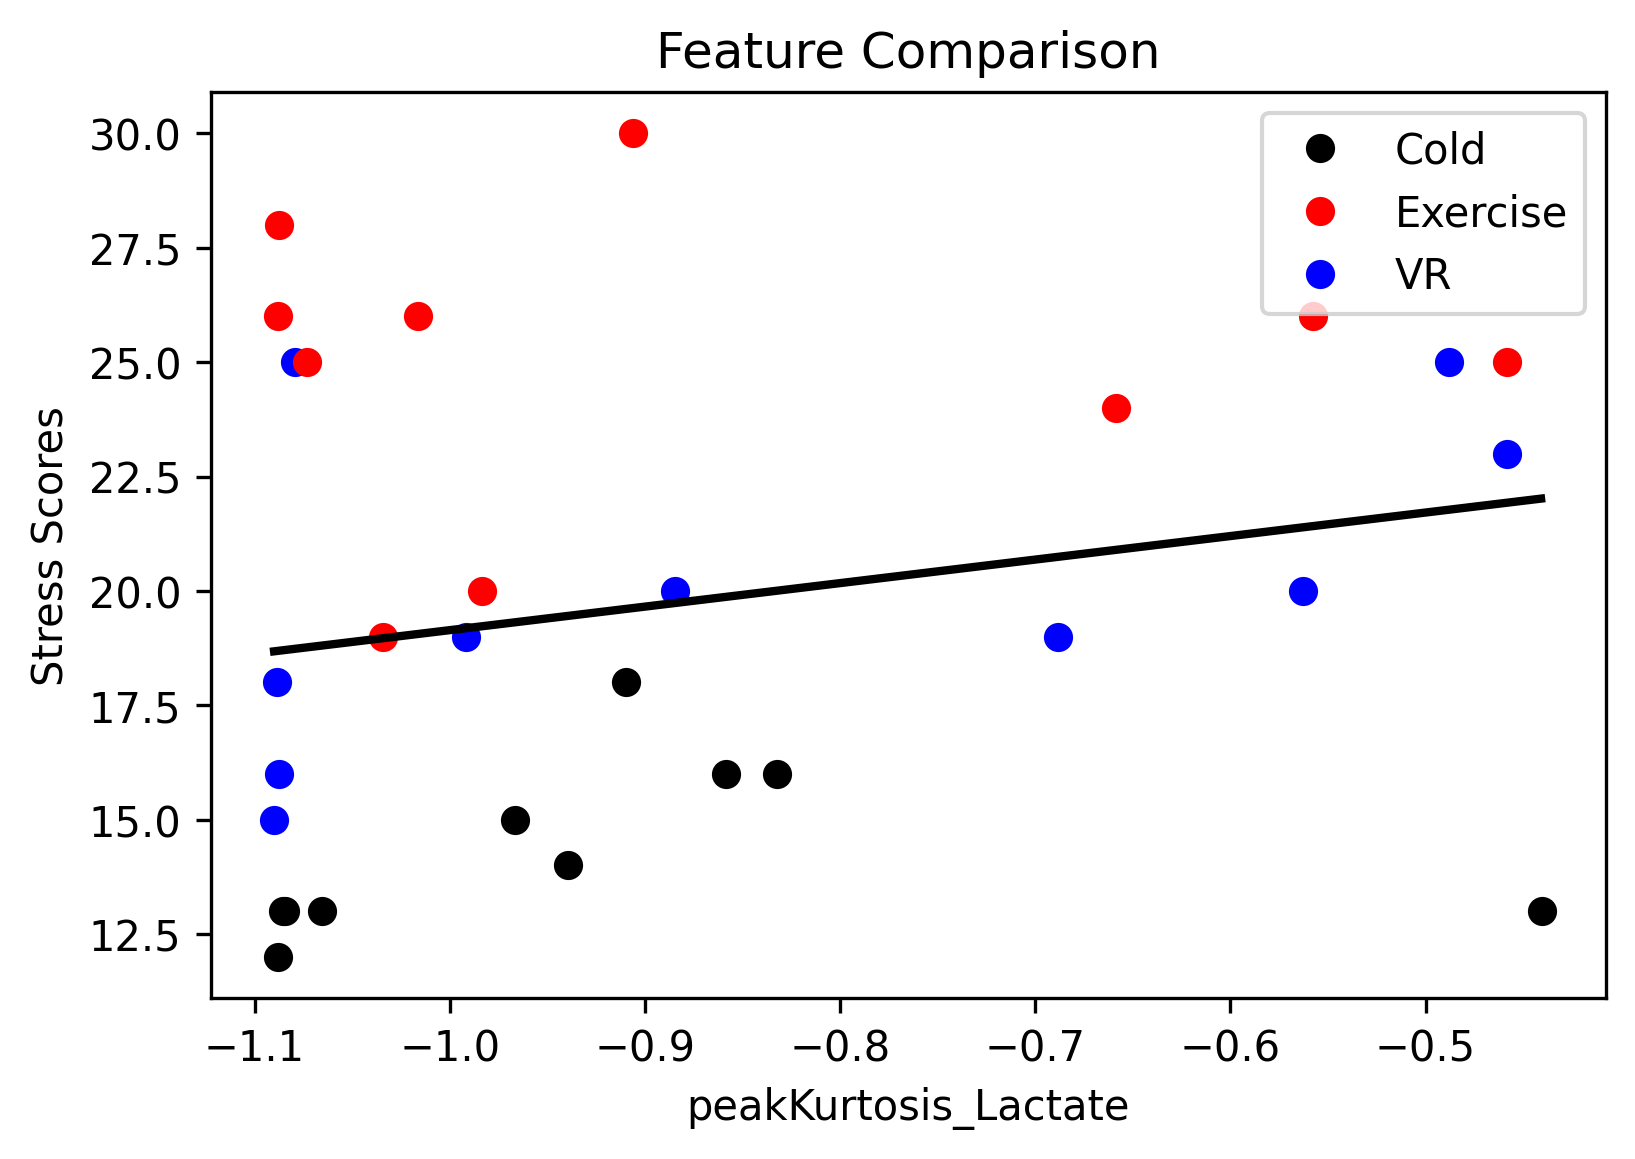 Feature Comparison
30.0
27.5
25.0
22.5
20.0
17.5
15.0
12.5
Stress Scores
Cold
Exercise
VR
−1.1
−1.0
−0.9
−0.8
−0.7
−0.6
−0.5
peakKurtosis_Lactate